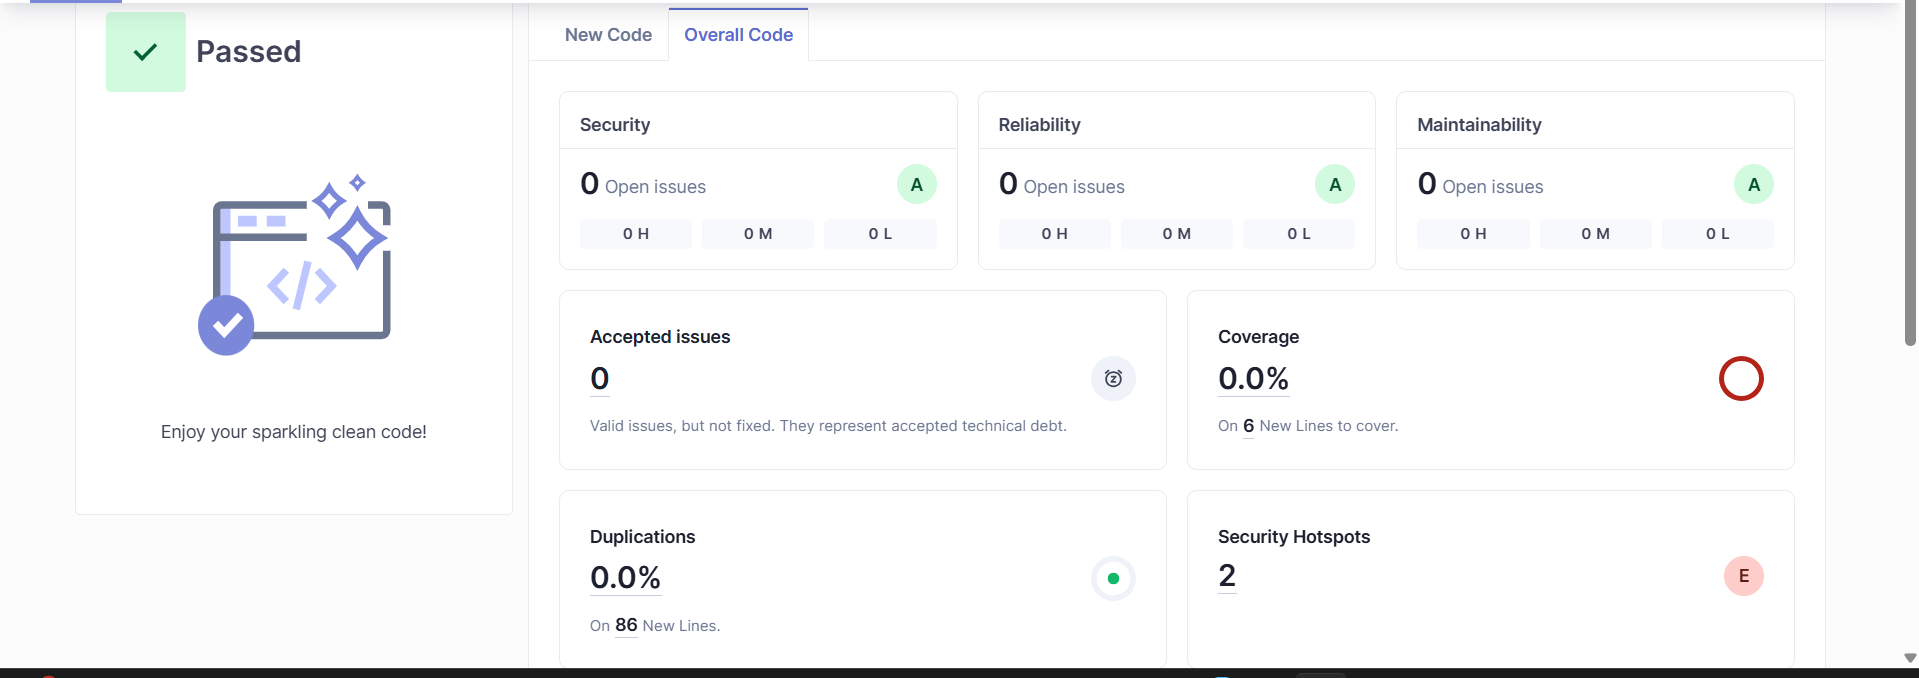 Passed
Enjoy your sparkling clean code!
New Code
Overall Code
Security
0 Open issues
A
0 H
0 M
0 L
Reliability
0 Open issues
A
0 H
0 M
0 L
Maintainability
0 Open issues
A
0 H
0 M
0 L
Accepted issues
0
Valid issues, but not fixed. They represent accepted technical debt.
Coverage
0.0%
On 6 New Lines to cover.
Duplications
0.0%
On 86 New Lines.
Security Hotspots
2
E